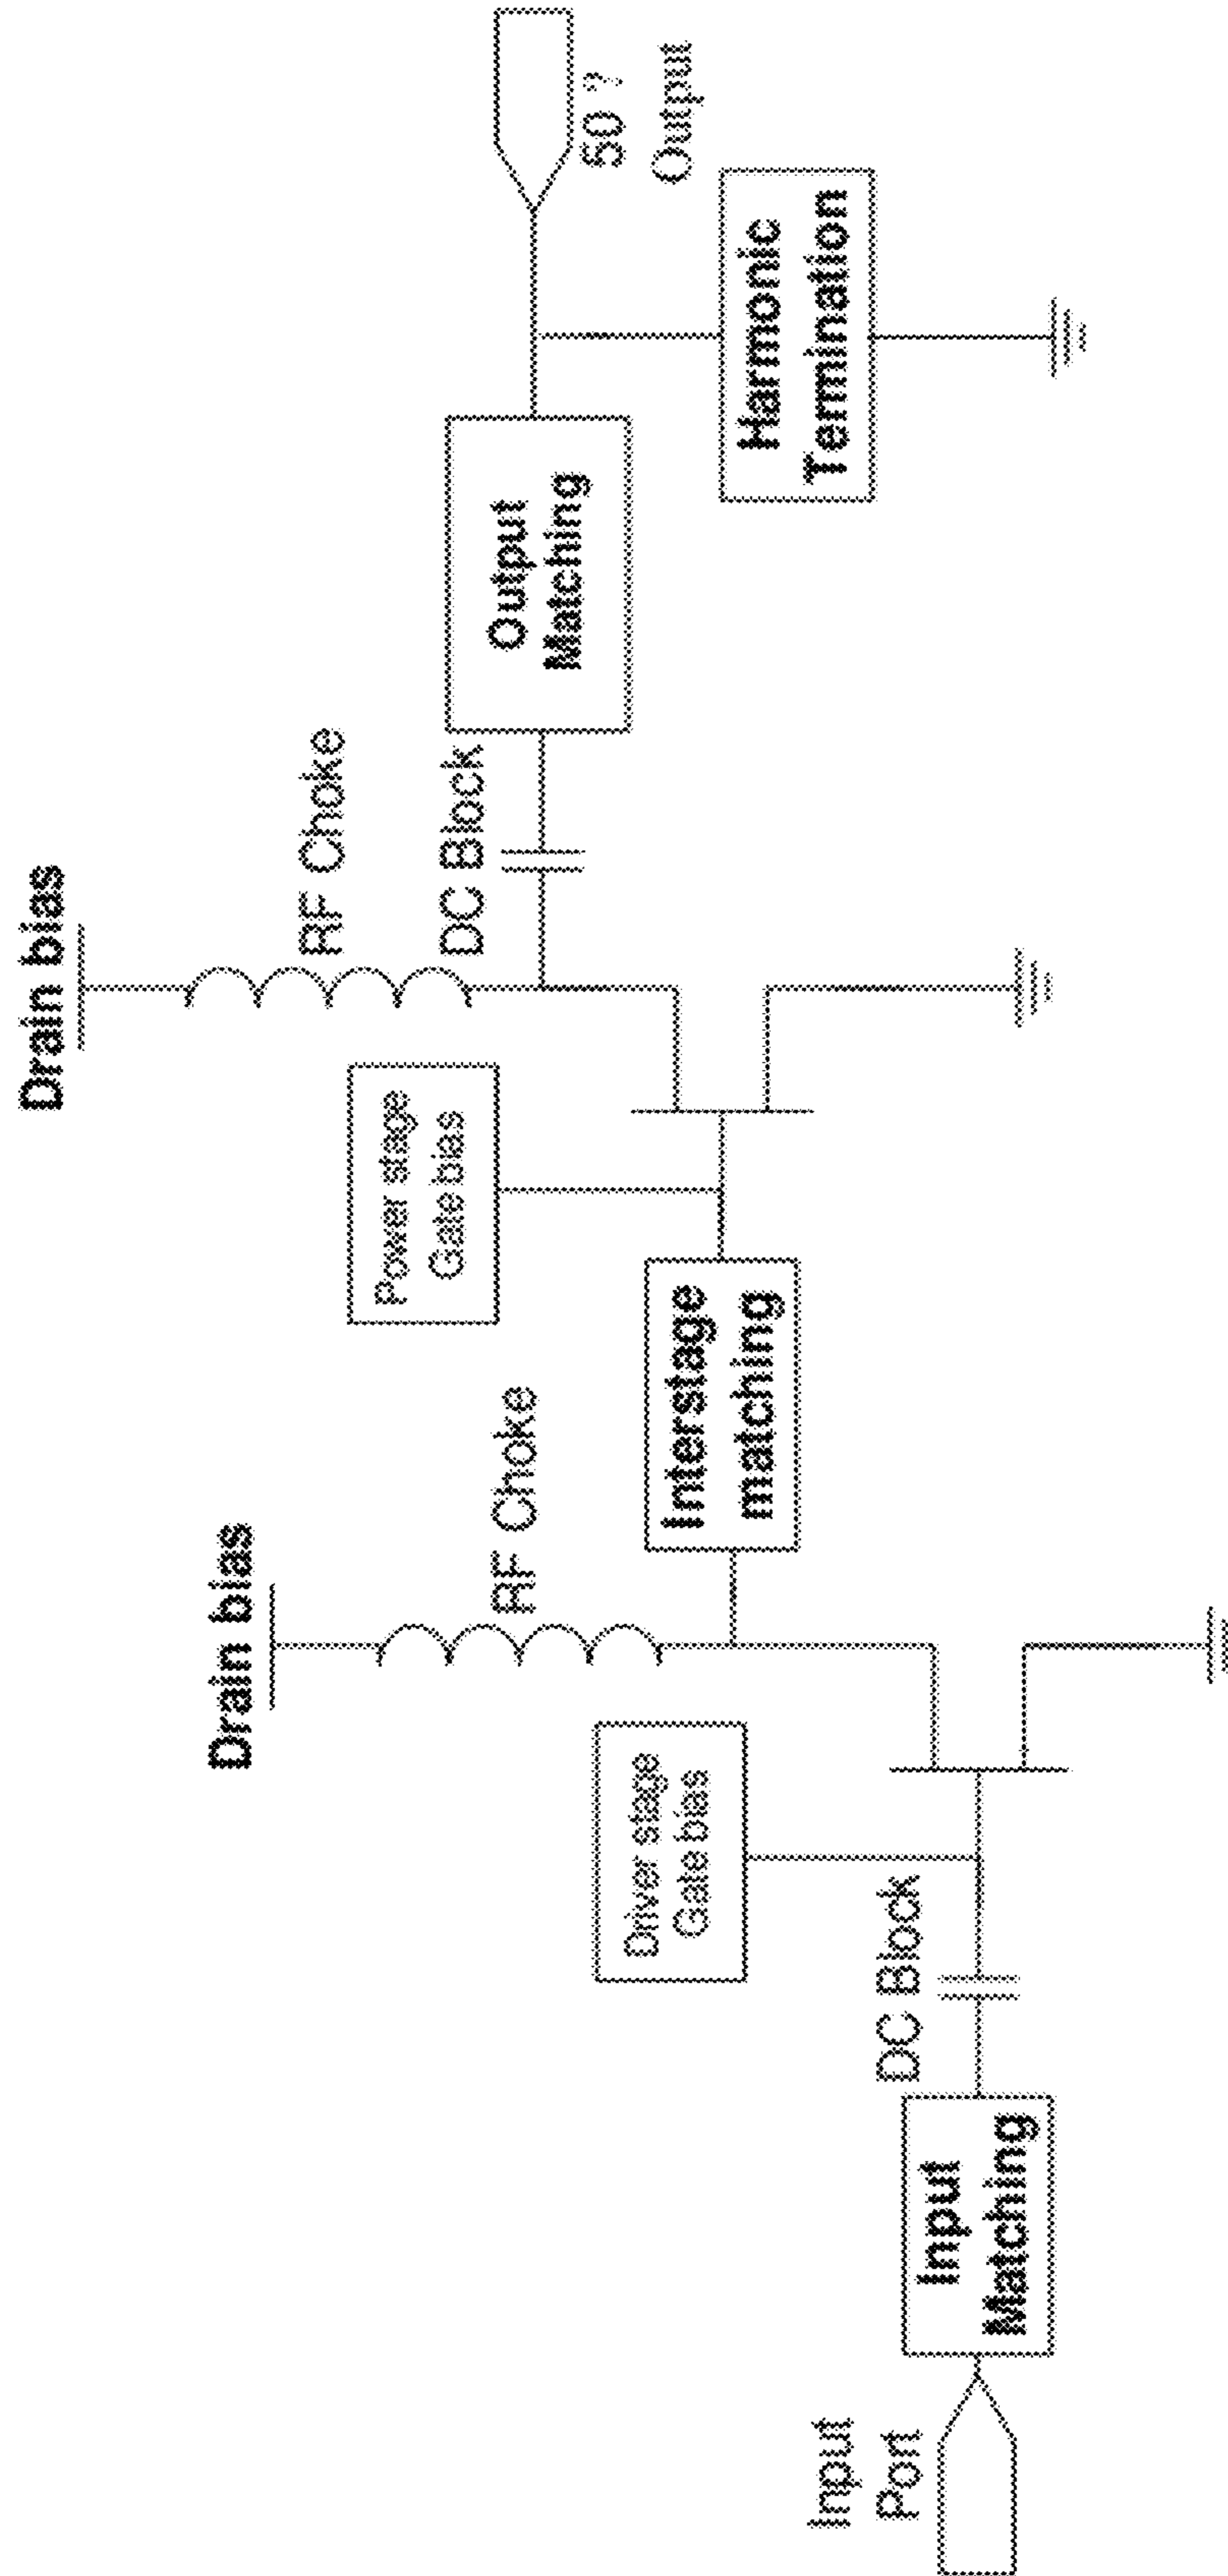 Input
Port
Input
Matching
DC Block
Driver stage
Gate bias
Drain bias
RF Choke
Interstage
matching
Power stage
Gate bias
Drain bias
RF Choke
DC Block
Output
Matching
Harmonic
Termination
50 ?
Output